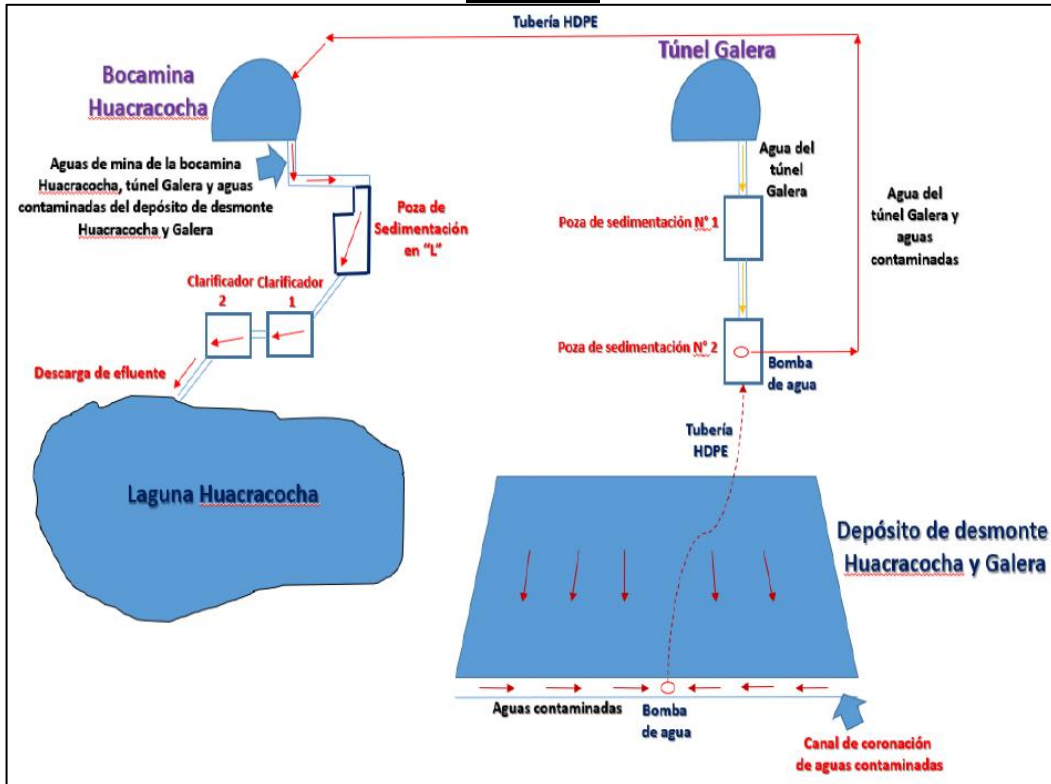 Tubería HDPE
Bocamina
Huacracocha
Túnel Galera
Aguas de mina de la bocamina
Huacracocha, túnel Galera y aguas
contaminadas del depósito de desmonte
Huacracocha y Galera
Agua del
túnel
Galera
Agua del
túnel Galera y
aguas
contaminadas
Poza de
Sedimentación
en "L"
Poza de sedimentación N° 1
Clarificador
2
Clarificador
1
Poza de sedimentación N° 2
Bomba
de agua
Descarga de efluente
Tubería
HDPE
Laguna Huacracocha
Depósito de desmonte
Huacracocha y Galera
Aguas contaminadas
Bomba
de agua
Canal de coronación
de aguas contaminadas